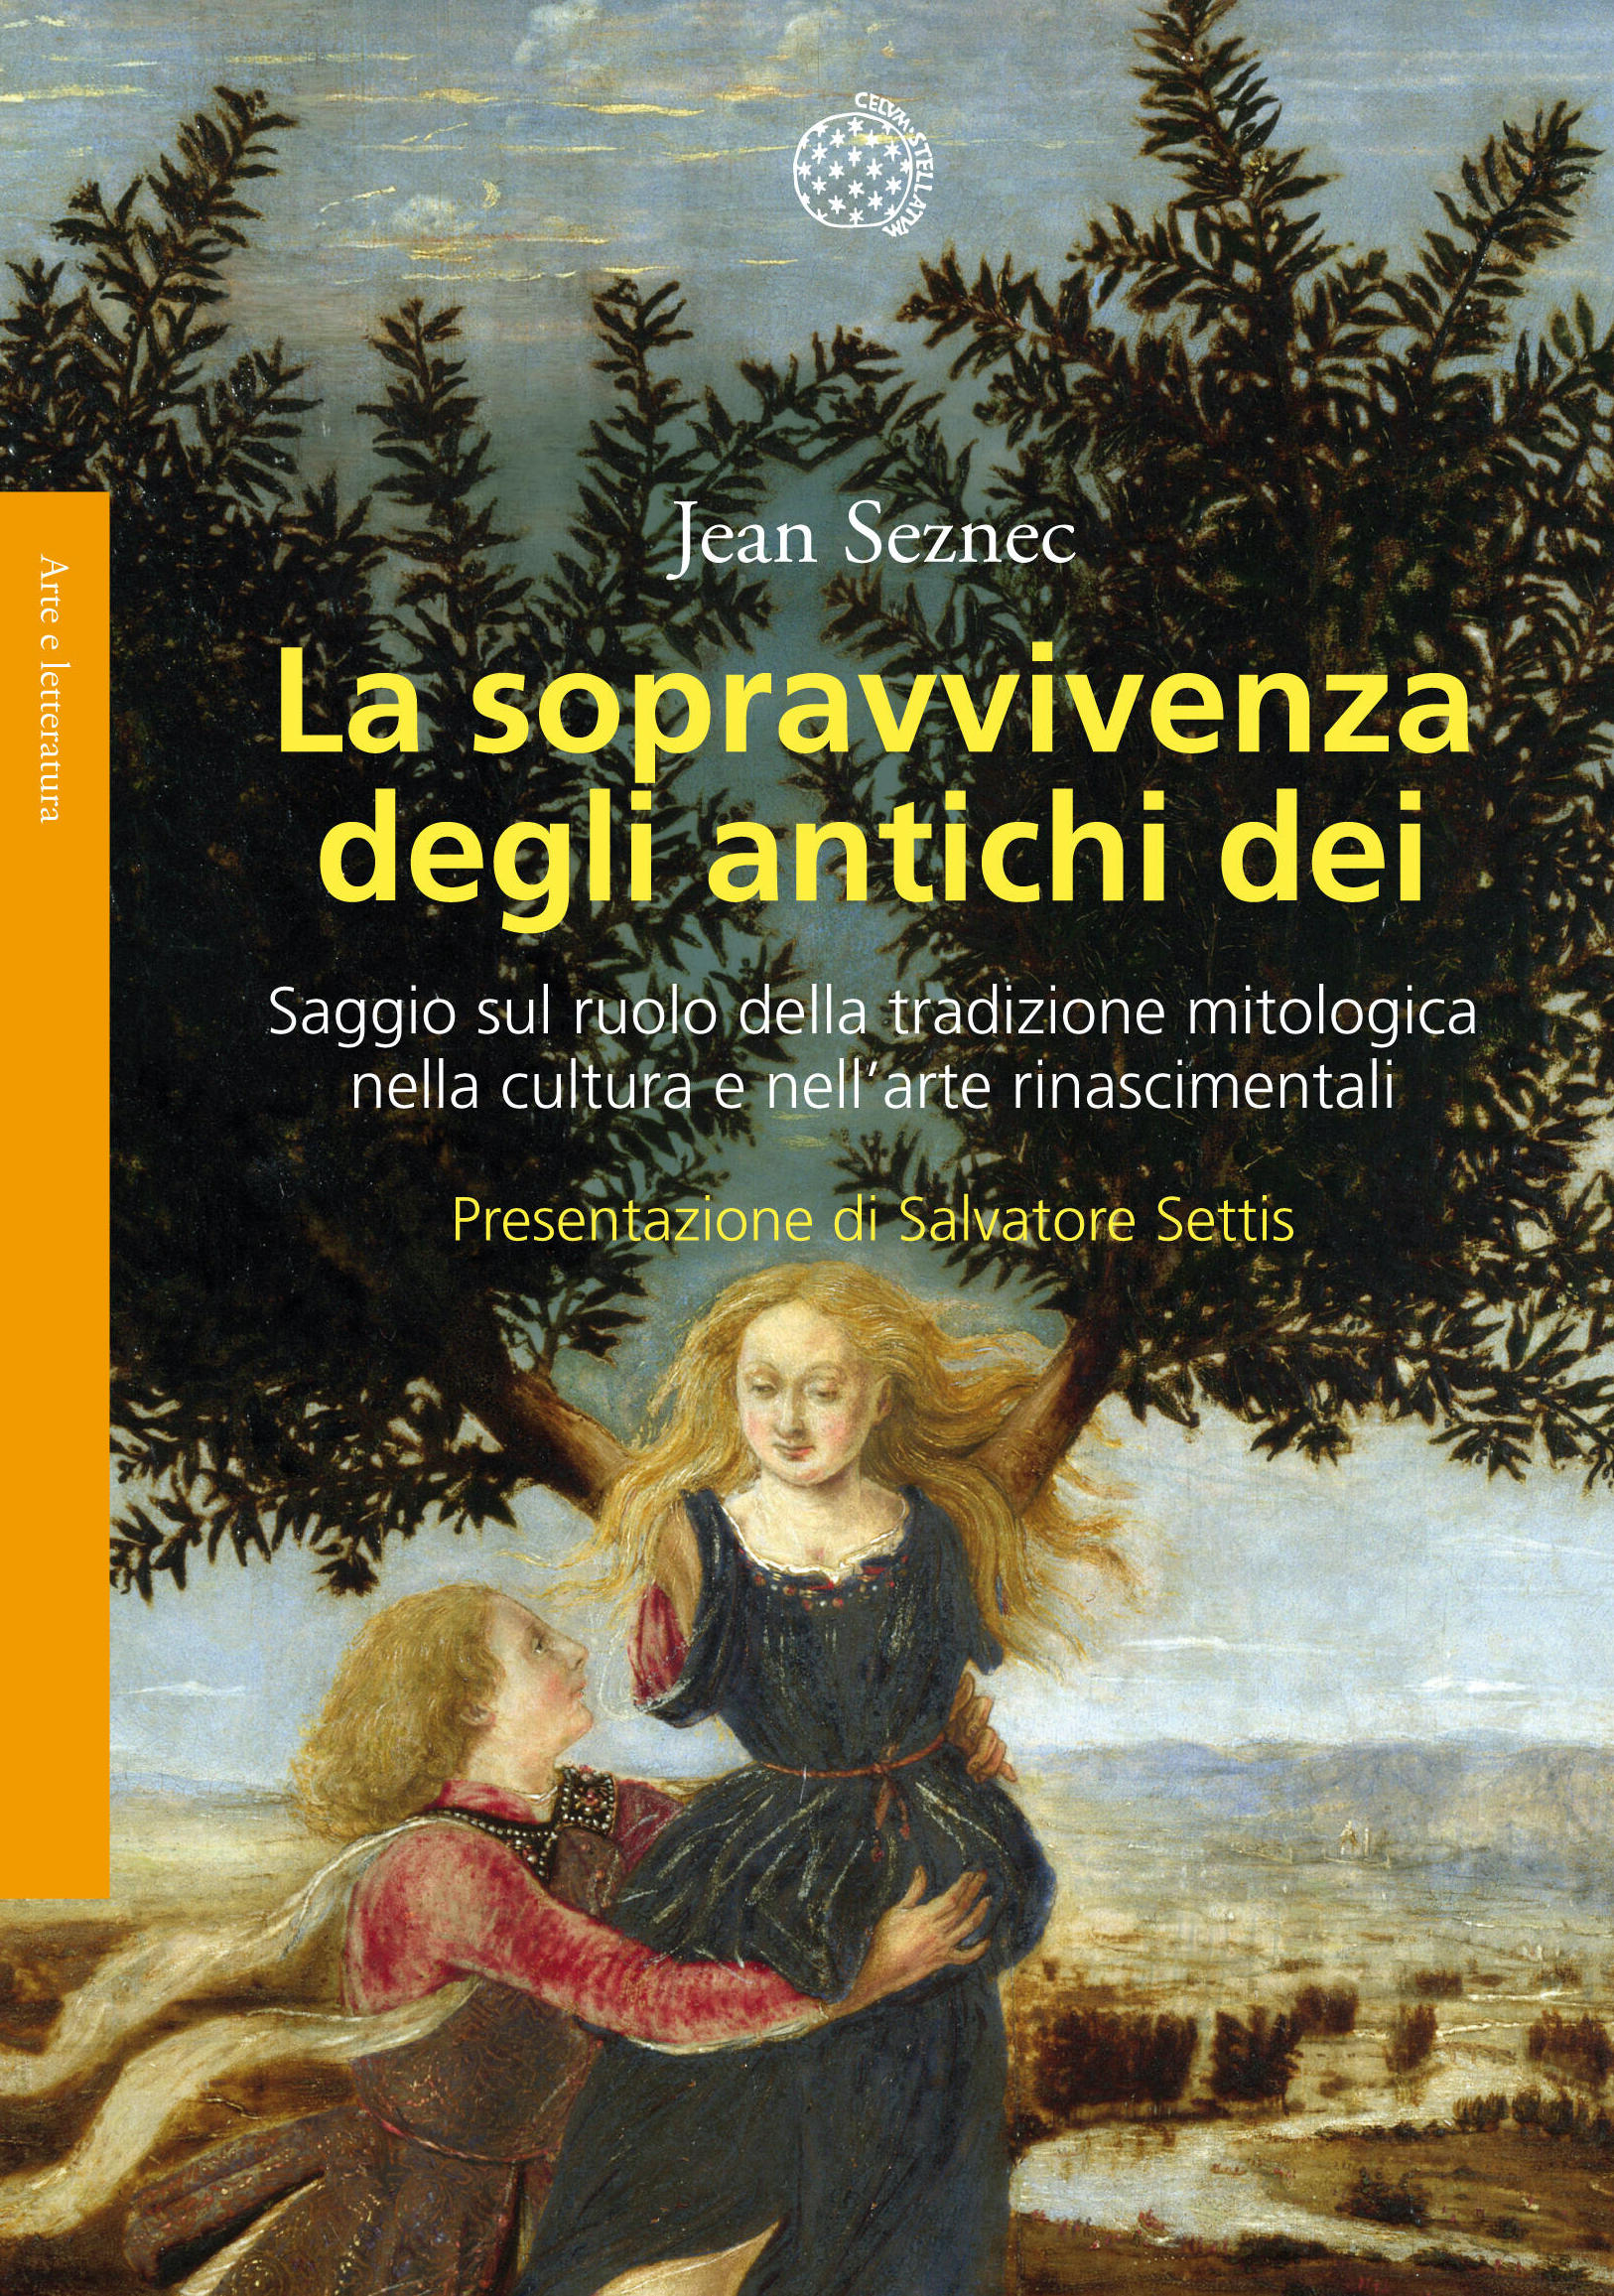 CELVM·STELLATVM
Jean Seznec
La sopravvivenza
degli antichi dei
Saggio sul ruolo della tradizione mitologica
nella cultura e nell’arte rinascimentali
Presentazione di Salvatore Settis
Arte e letteratura